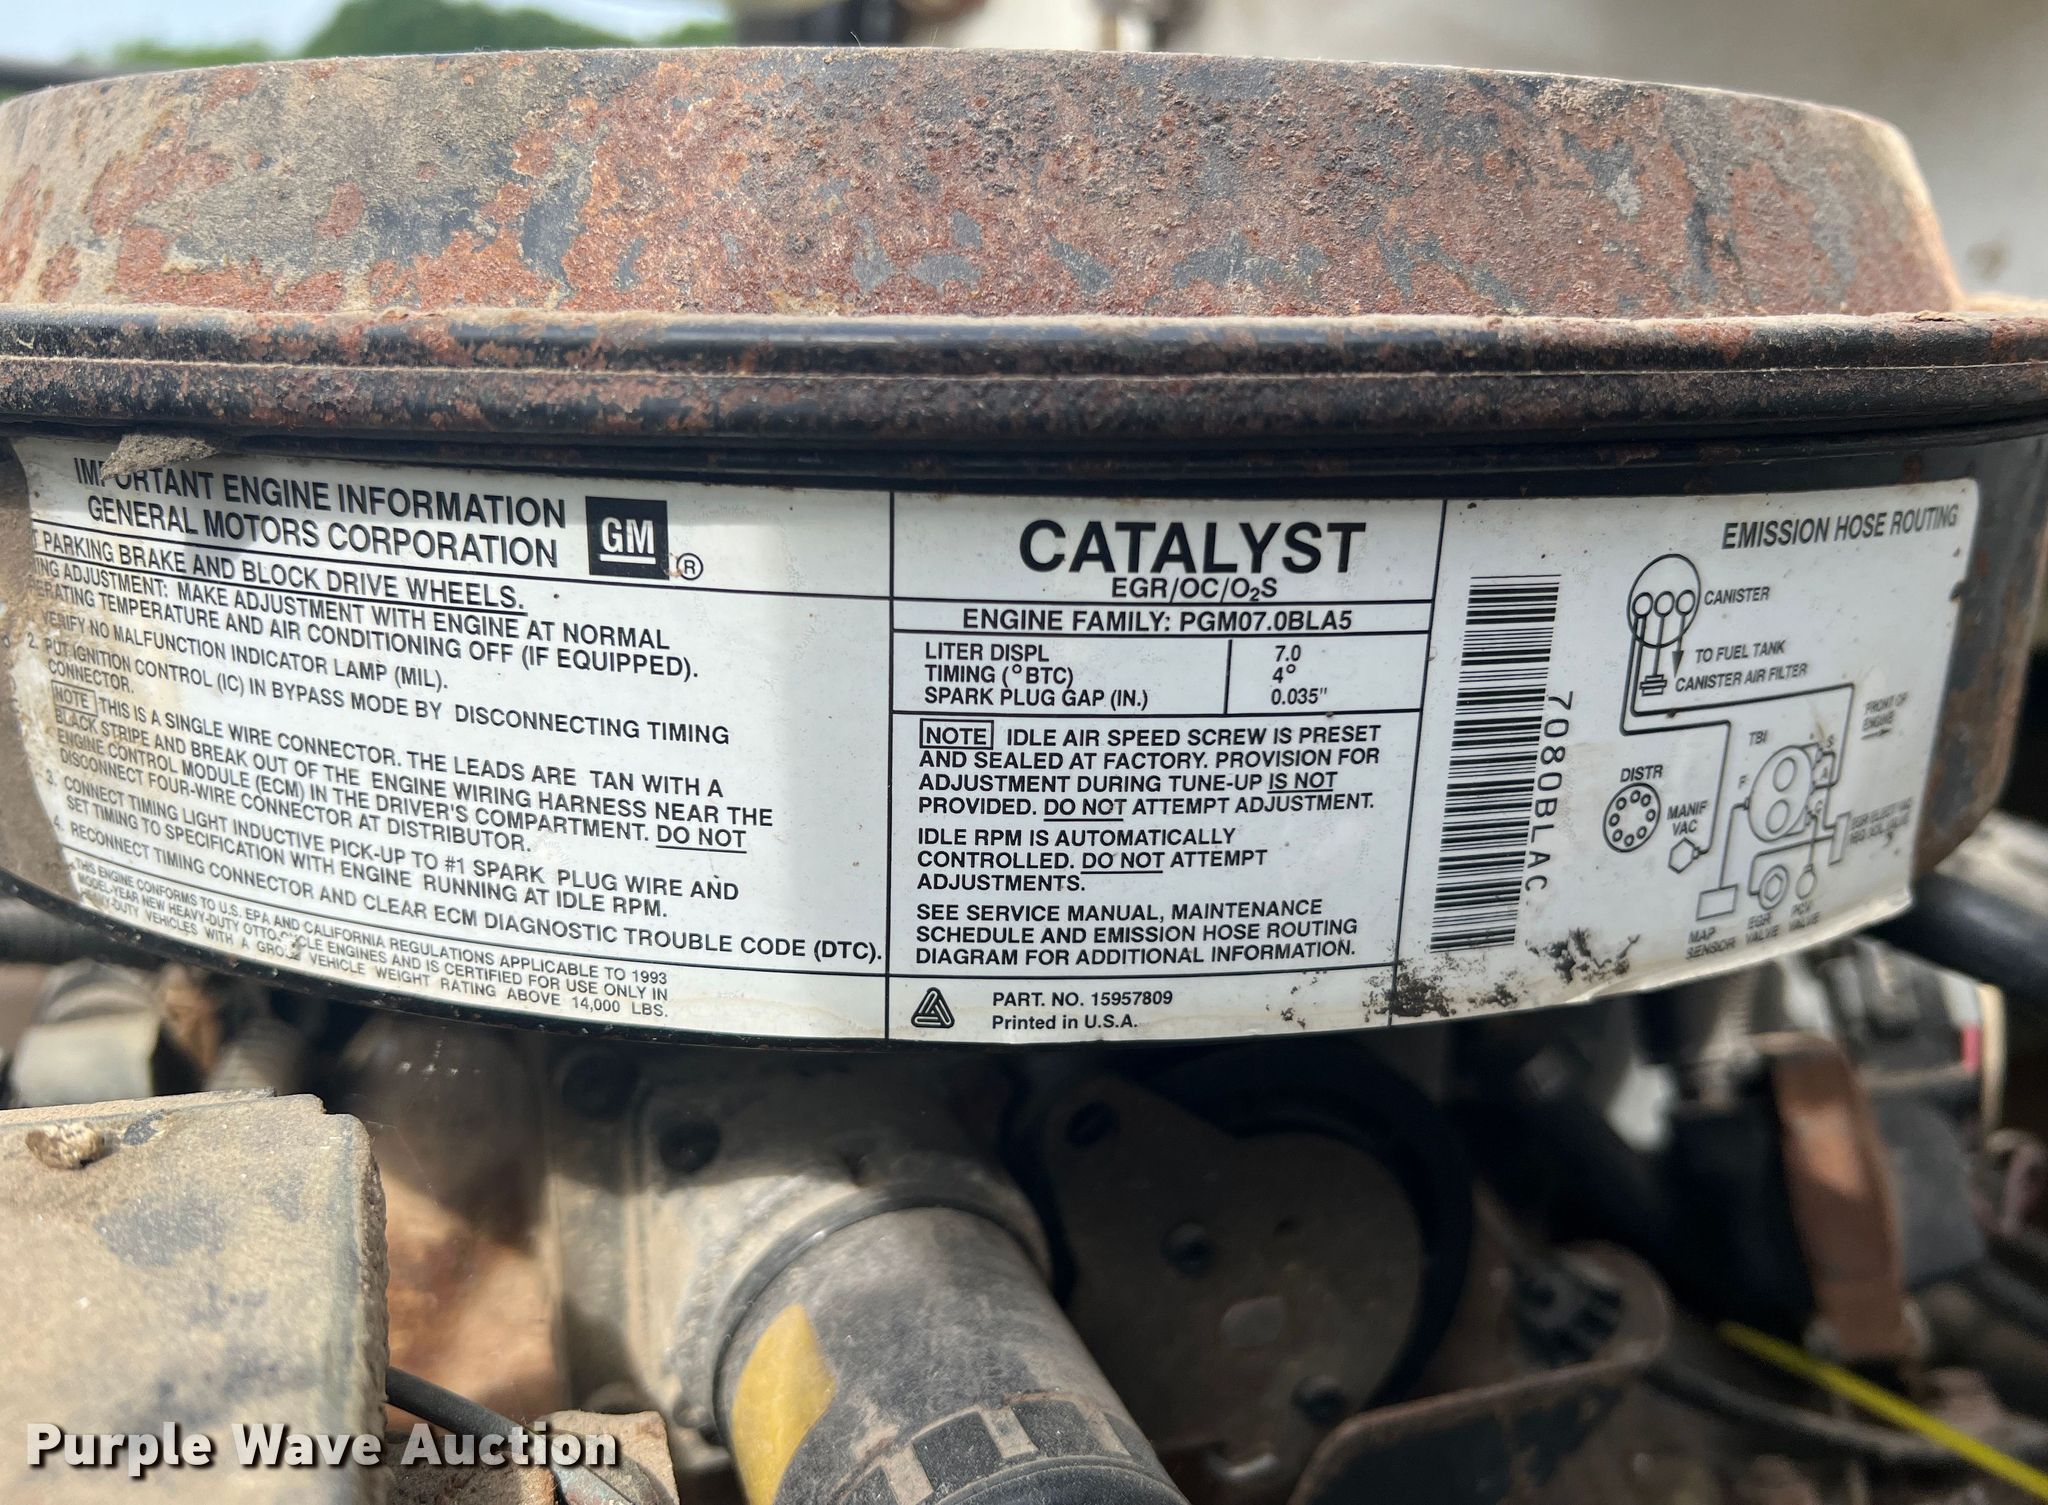 IMPORTANT ENGINE INFORMATION
GENERAL MOTORS CORPORATION
GM
®
PARKING BRAKE AND BLOCK DRIVE WHEELS.
ADJUSTMENT: MAKE ADJUSTMENT WITH ENGINE AT NORMAL
TEMPERATURE AND AIR CONDITIONING OFF (IF EQUIPPED).
VERIFY NO MALFUNCTION INDICATOR LAMP (MIL).
2. PUT IGNITION CONTROL (IC) IN BYPASS MODE BY DISCONNECTING TIMING
CONNECTOR.
NOTE THIS IS A SINGLE WIRE CONNECTOR. THE LEADS ARE TAN WITH A
BLACK STRIPE AND BREAK OUT OF THE ENGINE WIRING HARNESS NEAR THE
ENGINE CONTROL MODULE (ECM) IN THE DRIVER'S COMPARTMENT. DO NOT
DISCONNECT FOUR-WIRE CONNECTOR AT DISTRIBUTOR.
3. CONNECT TIMING LIGHT INDUCTIVE PICK-UP TO #1 SPARK PLUG WIRE AND
SET TIMING TO SPECIFICATION WITH ENGINE RUNNING AT IDLE RPM.
4. RECONNECT TIMING CONNECTOR AND CLEAR ECM DIAGNOSTIC TROUBLE CODE (DTC).
THIS ENGINE CONFORMS TO U.S. EPA AND CALIFORNIA REGULATIONS APPLICABLE TO 1993
MODEL-YEAR NEW HEAVY-DUTY OTTO-CYCLE ENGINES AND IS CERTIFIED FOR USE ONLY IN
HEAVY-DUTY VEHICLES WITH A GROSS VEHICLE WEIGHT RATING ABOVE 14,000 LBS.
CATALYST
EGR/OC/O₂S
ENGINE FAMILY: PGM07.0BLA5
LITER DISPL 7.0
TIMING (°BTC) 4°
SPARK PLUG GAP (IN.) 0.035"
NOTE IDLE AIR SPEED SCREW IS PRESET
AND SEALED AT FACTORY. PROVISION FOR
ADJUSTMENT DURING TUNE-UP IS NOT
PROVIDED. DO NOT ATTEMPT ADJUSTMENT.
IDLE RPM IS AUTOMATICALLY
CONTROLLED. DO NOT ATTEMPT
ADJUSTMENTS.
SEE SERVICE MANUAL, MAINTENANCE
SCHEDULE AND EMISSION HOSE ROUTING
DIAGRAM FOR ADDITIONAL INFORMATION.
PART. NO. 15957809
Printed in U.S.A.
7080BLAC
EMISSION HOSE ROUTING
CANISTER
TO FUEL TANK
CANISTER AIR FILTER
FRONT OF
ENGINE
TBI
DISTR
MANIF
VAC
MAP
SENSOR
EGR
VALVE
PCV
VALVE
Purple Wave Auction